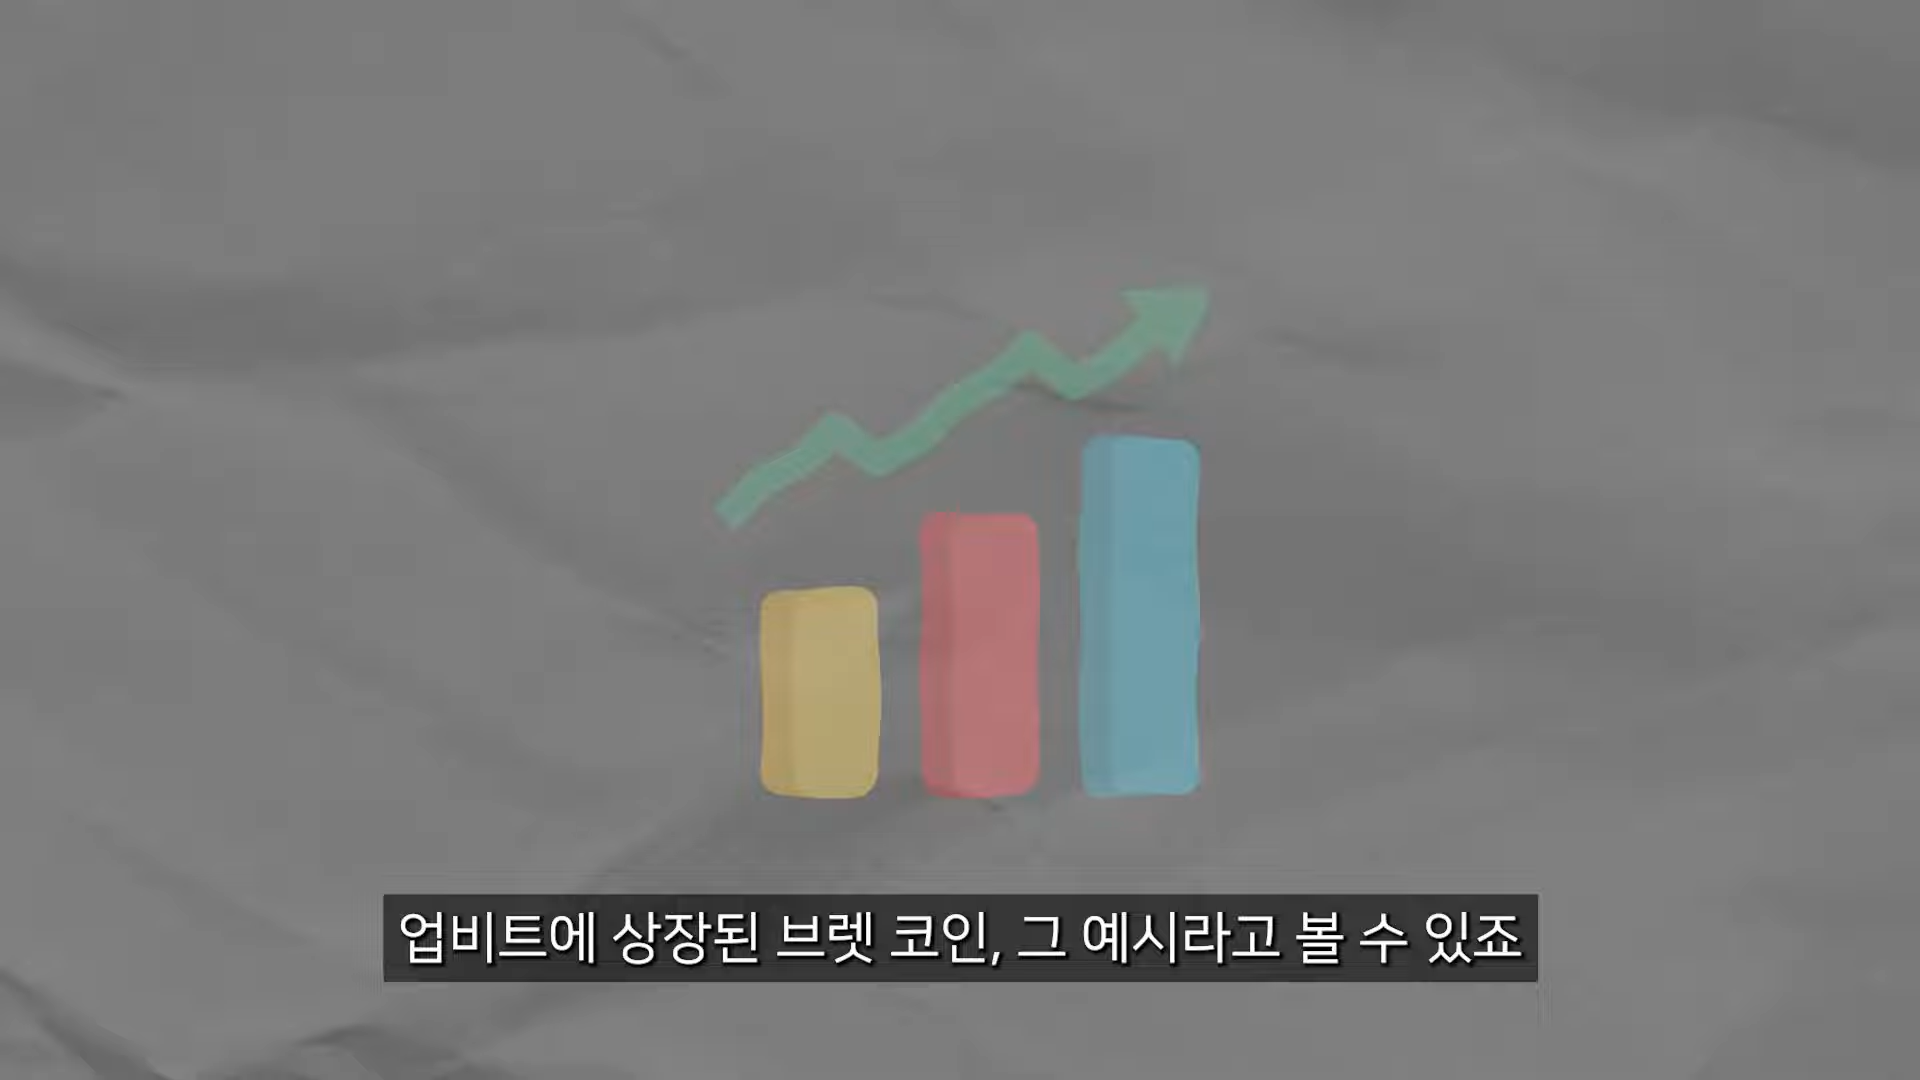 업비트에 상장된 브렛 코인, 그 예시라고 볼 수 있죠